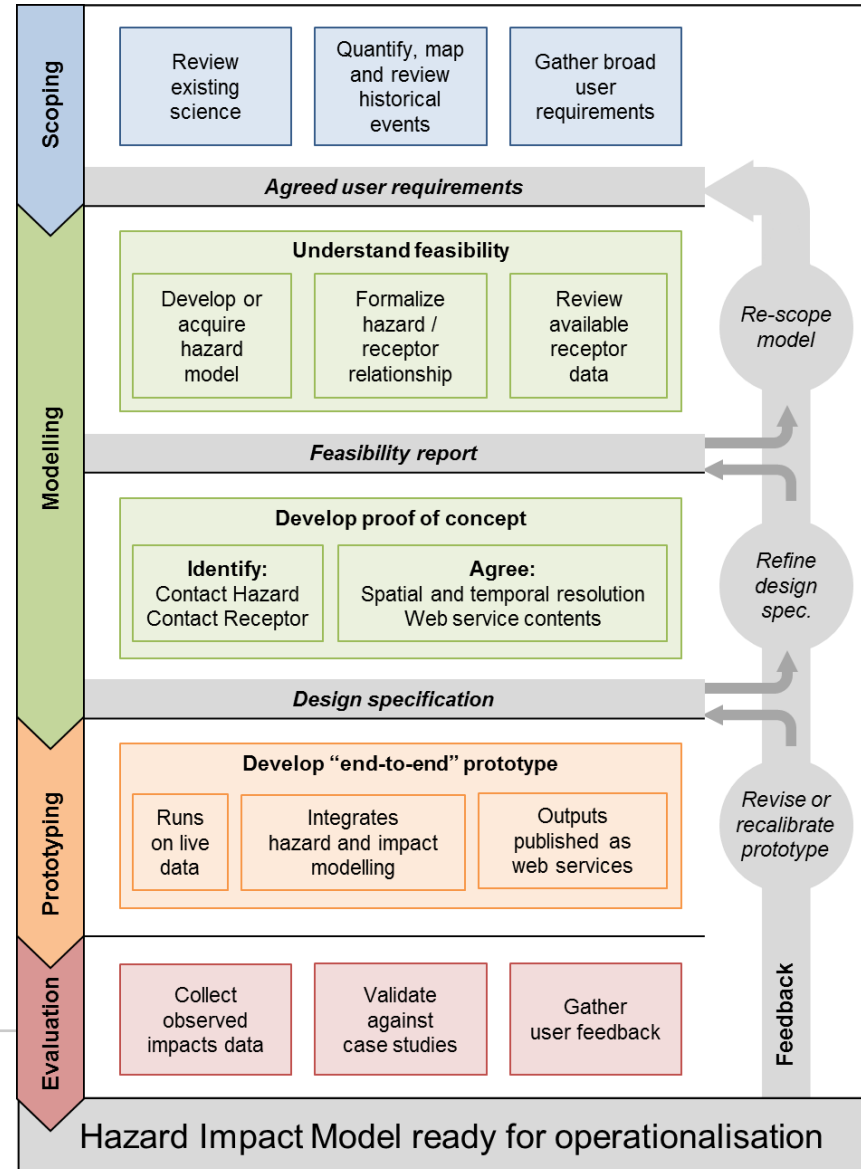 Scoping
Review
existing
science
Quantify, map
and review
historical
events
Gather broad
user
requirements
Agreed user requirements
Modelling
Understand feasibility
Develop or
acquire
hazard
model
Formalize
hazard /
receptor
relationship
Review
available
receptor
data
Re-scope
model
Feasibility report
Develop proof of concept
Identify:
Contact Hazard
Contact Receptor
Agree:
Spatial and temporal resolution
Web service contents
Refine
design
spec.
Design specification
Prototyping
Develop “end-to-end” prototype
Runs
on live
data
Integrates
hazard and impact
modelling
Outputs
published as
web services
Revise or
recalibrate
prototype
Evaluation
Collect
observed
impacts data
Validate
against
case studies
Gather
user feedback
Feedback
Hazard Impact Model ready for operationalisation